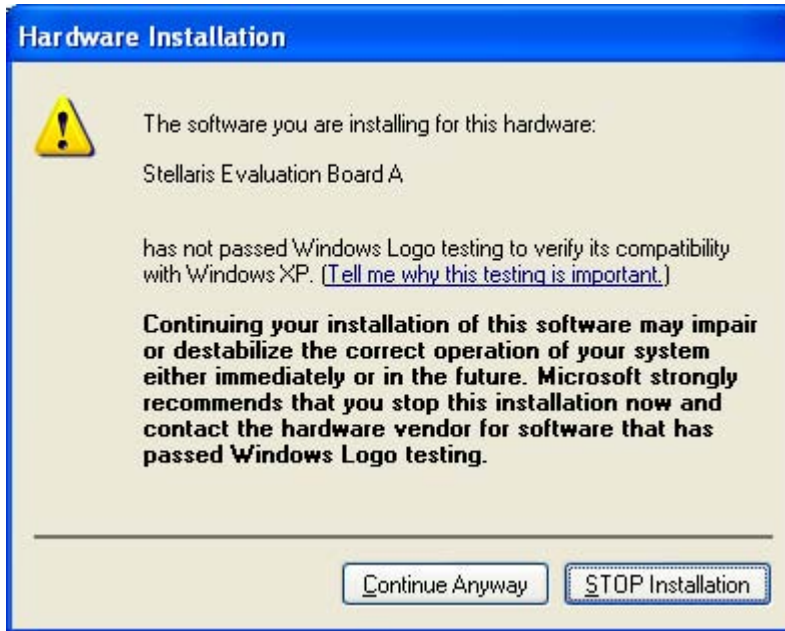 Hardware Installation
The software you are installing for this hardware:
Stellaris Evaluation Board A
has not passed Windows Logo testing to verify its compatibility
with Windows XP. (Tell me why this testing is important.)
Continuing your installation of this software may impair
or destabilize the correct operation of your system
either immediately or in the future. Microsoft strongly
recommends that you stop this installation now and
contact the hardware vendor for software that has
passed Windows Logo testing.
Continue Anyway
STOP Installation